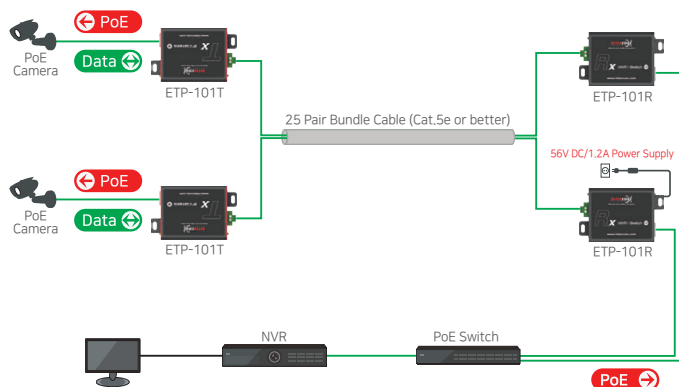 PoE
PoE
Camera
Data
ETP-101T
ETP-101R
25 Pair Bundle Cable (Cat.5e or better)
56V DC/1.2A Power Supply
PoE
PoE
Camera
Data
ETP-101T
ETP-101R
NVR
PoE Switch
PoE